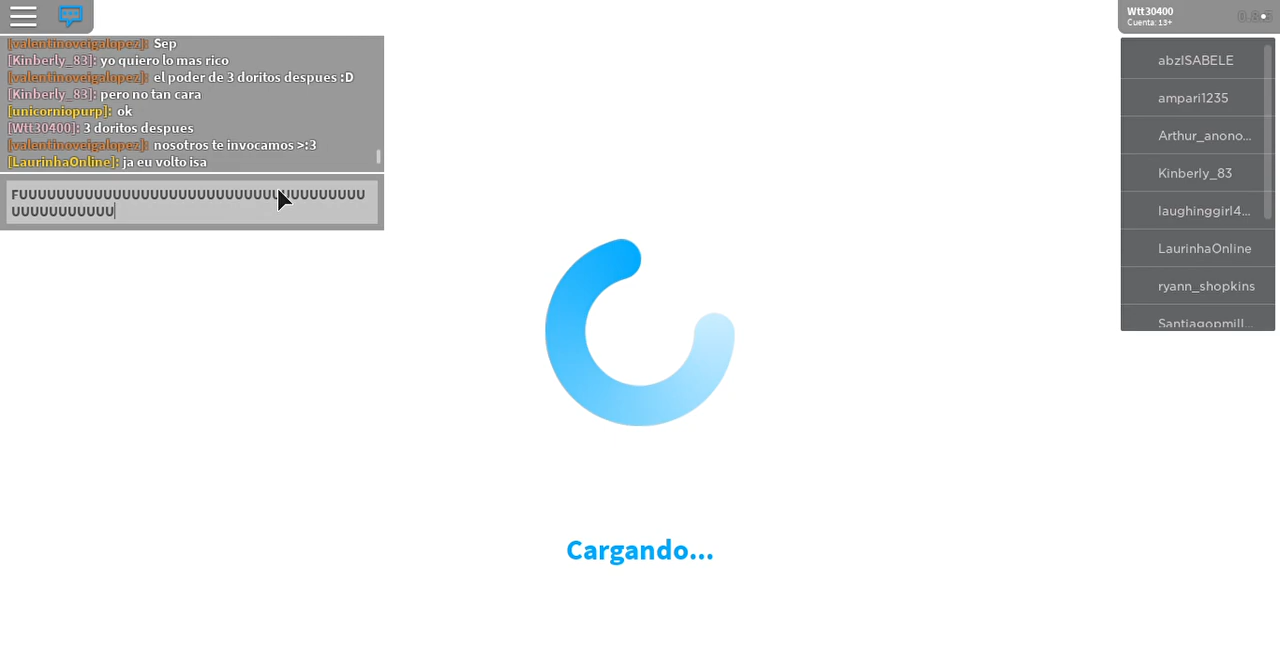 Wtt30400
Cuenta: 13+
[valentinoveigalopez]: Sep
[Kinberly_83]: yo quiero lo mas rico
[valentinoveigalopez]: el poder de 3 doritos despues :D
[Kinberly_83]: pero no tan cara
[unicorniopurp]: ok
[Wtt30400]: 3 doritos despues
[valentinoveigalopez]: nosotros te invocamos >:3
[LaurinhaOnline]: ja eu volto isa
FUUUUUUUUUUUUUUUUUUUUUUUUUUUUUUUUUUUUU
UUUUUUUUUUU
abzISABELE
ampari1235
Arthur_anono...
Kinberly_83
laughinggirl4...
LaurinhaOnline
ryann_shopkins
Santiagopmill...
Cargando...